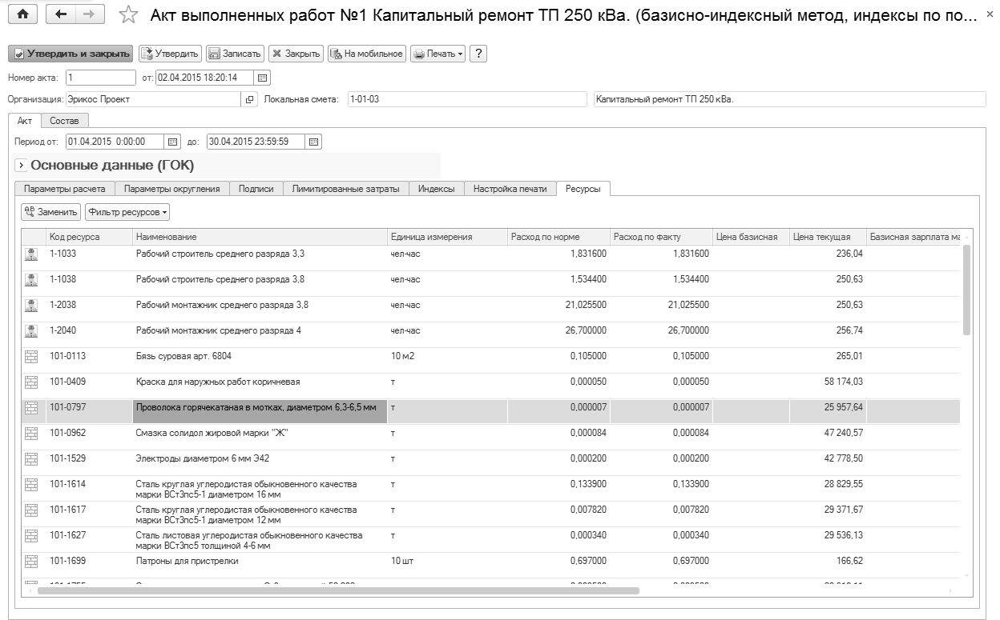 Акт выполненных работ №1 Капитальный ремонт ТП 250 кВа. (базисно-индексный метод, индексы по по...
Утвердить и закрыть Утвердить Записать Закрыть На мобильное Печать ?
Номер акта: 1 от: 02.04.2015 18:20:14
Организация: Эрикос Проект Локальная смета: 1-01-03 Капитальный ремонт ТП 250 кВа.
Акт Состав
Период от: 01.04.2015 0:00:00 до: 30.04.2015 23:59:59
Основные данные (ГОК)
Параметры расчета Параметры округления Подписи Лимитированные затраты Индексы Настройка печати Ресурсы
Заменить Фильтр ресурсов
Код ресурса Наименование Единица измерения Расход по норме Расход по факту Цена базисная Цена текущая Базисная зарплата ма
1-1033 Рабочий строитель среднего разряда 3,3 чел-час 1,831600 1,831600 236,04
1-1038 Рабочий строитель среднего разряда 3,8 чел-час 1,534400 1,534400 250,63
1-2038 Рабочий монтажник среднего разряда 3,8 чел-час 21,025500 21,025500 250,63
1-2040 Рабочий монтажник среднего разряда 4 чел-час 26,700000 26,700000 256,74
101-0113 Бязь суровая арт. 6804 10 м2 0,105000 0,105000 265,01
101-0409 Краска для наружных работ коричневая т 0,000050 0,000050 58 174,03
101-0797 Проволока горячекатаная в мотках, диаметром 6,3-6,5 мм т 0,000007 0,000007 25 957,64
101-0962 Смазка солидол жировой марки "Ж" т 0,000084 0,000084 47 240,57
101-1529 Электроды диаметром 6 мм Э42 т 0,000200 0,000200 42 778,50
101-1614 Сталь круглая углеродистая обыкновенного качества т 0,133900 0,133900 28 829,55
марки ВСт3пс5-1 диаметром 16 мм
101-1617 Сталь круглая углеродистая обыкновенного качества т 0,007820 0,007820 29 371,67
марки ВСт3пс5-1 диаметром 12 мм
101-1627 Сталь листовая углеродистая обыкновенного качества т 0,000340 0,000340 29 536,13
марки ВСт3пс5 толщиной 4-6 мм
101-1699 Патроны для пристрелки 10 шт 0,697000 0,697000 166,62